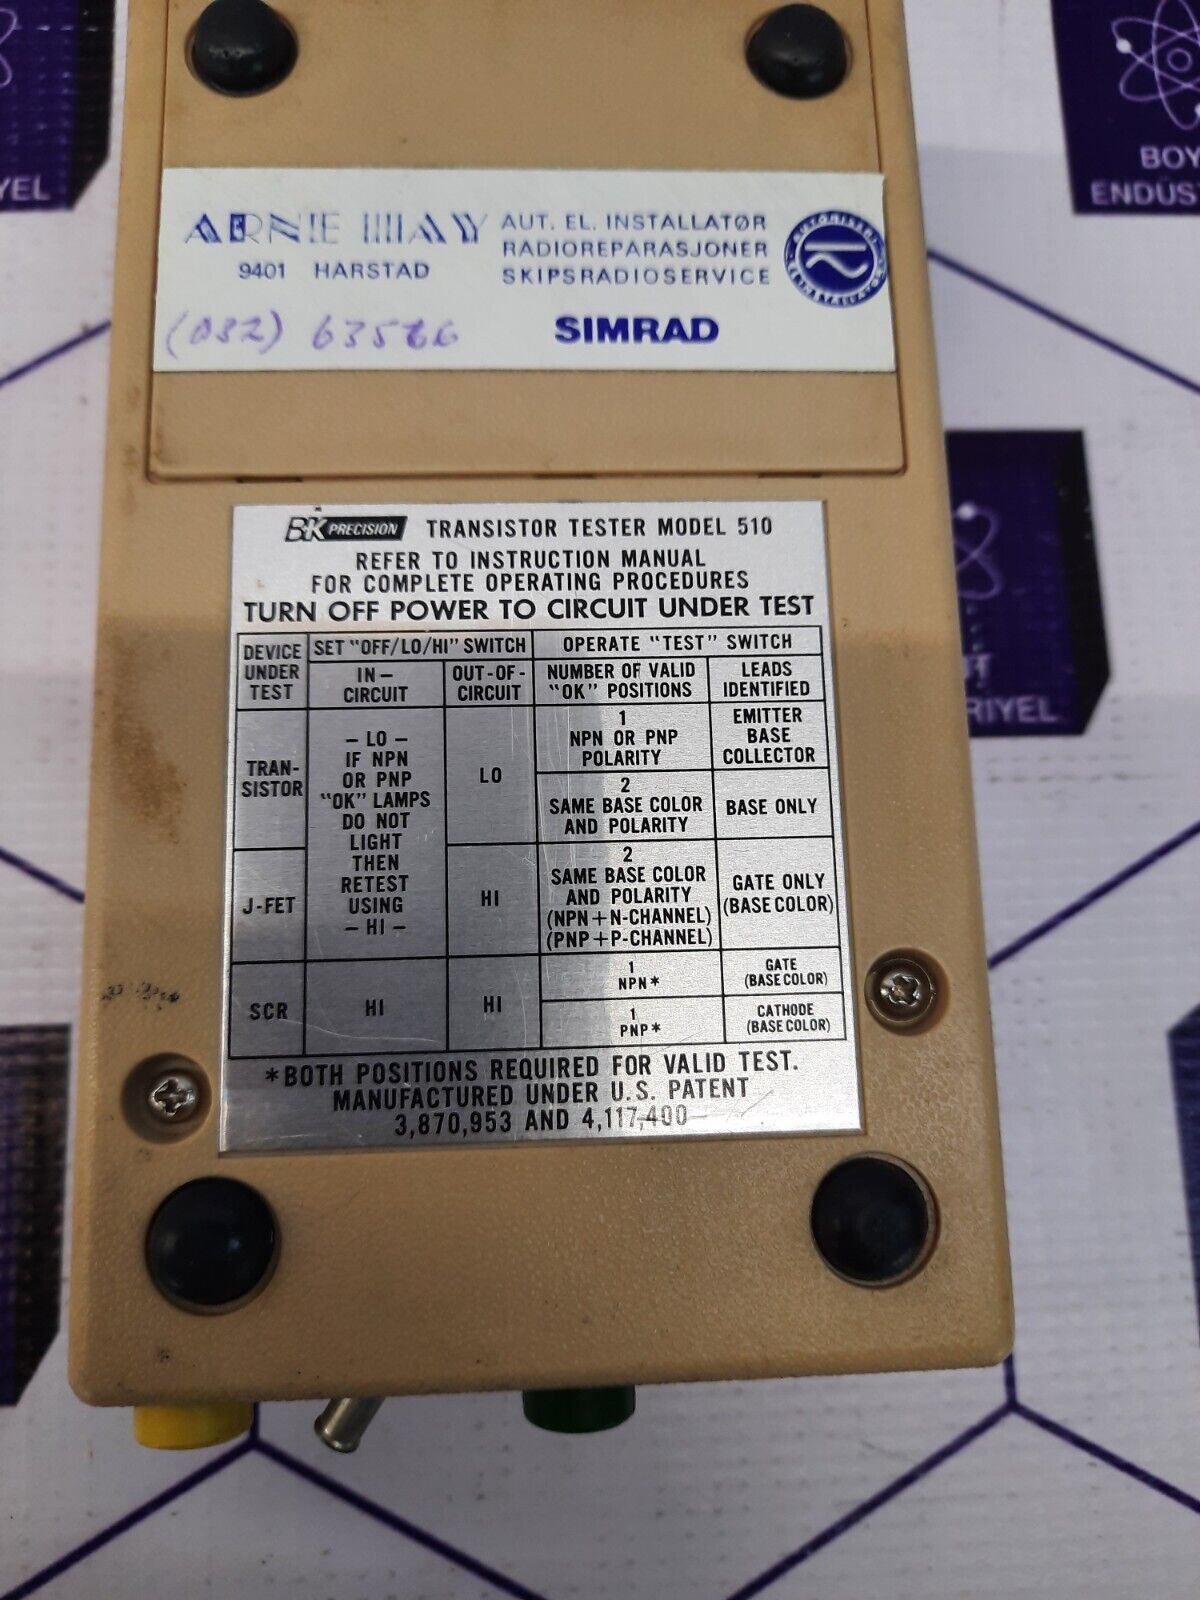 YEL
BOY
ENDÜS
ARNE HAY
9401 HARSTAD
AUT. EL. INSTALLATØR
RADIOREPARASJONER
SKIPSRADIOSERVICE
SIMRAD
(082)
RIYEL
BK PRECISION TRANSISTOR TESTER MODEL 510
REFER TO INSTRUCTION MANUAL
FOR COMPLETE OPERATING PROCEDURES
TURN OFF POWER TO CIRCUIT UNDER TEST
DEVICE
UNDER
TEST
SET "OFF/LO/HI" SWITCH
OPERATE "TEST" SWITCH
IN-
CIRCUIT
OUT-OF-
CIRCUIT
NUMBER OF VALID
"OK" POSITIONS
LEADS
IDENTIFIED
TRAN-
SISTOR
- LO -
IF NPN
OR PNP
"OK" LAMPS
DO NOT
LIGHT
THEN
RETEST
USING
- HI -
LO
1
NPN OR PNP
POLARITY
EMITTER
BASE
COLLECTOR
2
SAME BASE COLOR
AND POLARITY
BASE ONLY
J-FET
HI
2
SAME BASE COLOR
AND POLARITY
(NPN+N-CHANNEL)
(PNP+P-CHANNEL)
GATE ONLY
(BASE COLOR)
SCR
HI
HI
1
NPN*
GATE
(BASE COLOR)
1
PNP*
CATHODE
(BASE COLOR)
*BOTH POSITIONS REQUIRED FOR VALID TEST.
MANUFACTURED UNDER U.S. PATENT
3,870,953 AND 4,117,400